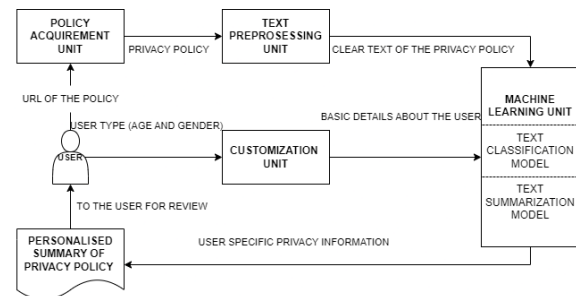 POLICY
ACQUIREMENT
UNIT
PRIVACY POLICY
TEXT
PREPROSESSING
UNIT
CLEAR TEXT OF THE PRIVACY POLICY
URL OF THE POLICY
USER TYPE (AGE AND GENDER)
USER
CUSTOMIZATION
UNIT
BASIC DETAILS ABOUT THE USER
MACHINE
LEARNING UNIT
TEXT
CLASSIFICATION
MODEL
TEXT
SUMMARIZATION
MODEL
TO THE USER FOR REVIEW
PERSONALISED
SUMMARY OF
PRIVACY POLICY
USER SPECIFIC PRIVACY INFORMATION